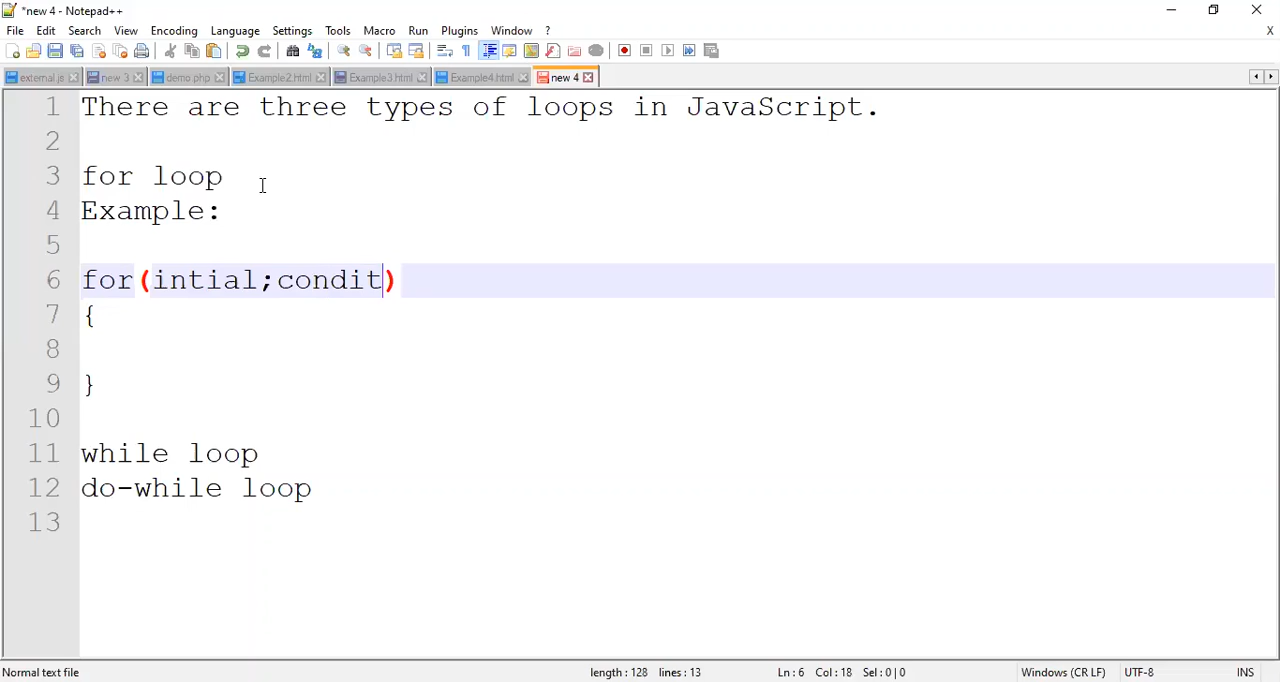 *new 4 - Notepad++
File Edit Search View Encoding Language Settings Tools Macro Run Plugins Window ? X
external.js new 3 demo.php Example2.html Example3.html Example4.html new 4
1 There are three types of loops in JavaScript.
2
3 for loop
4 Example:
5
6 for(intial;condit)
7 {
8
9 }
10
11 while loop
12 do-while loop
13
Normal text file length : 128 lines : 13 Ln : 6 Col : 18 Sel : 0 | 0 Windows (CR LF) UTF-8 INS